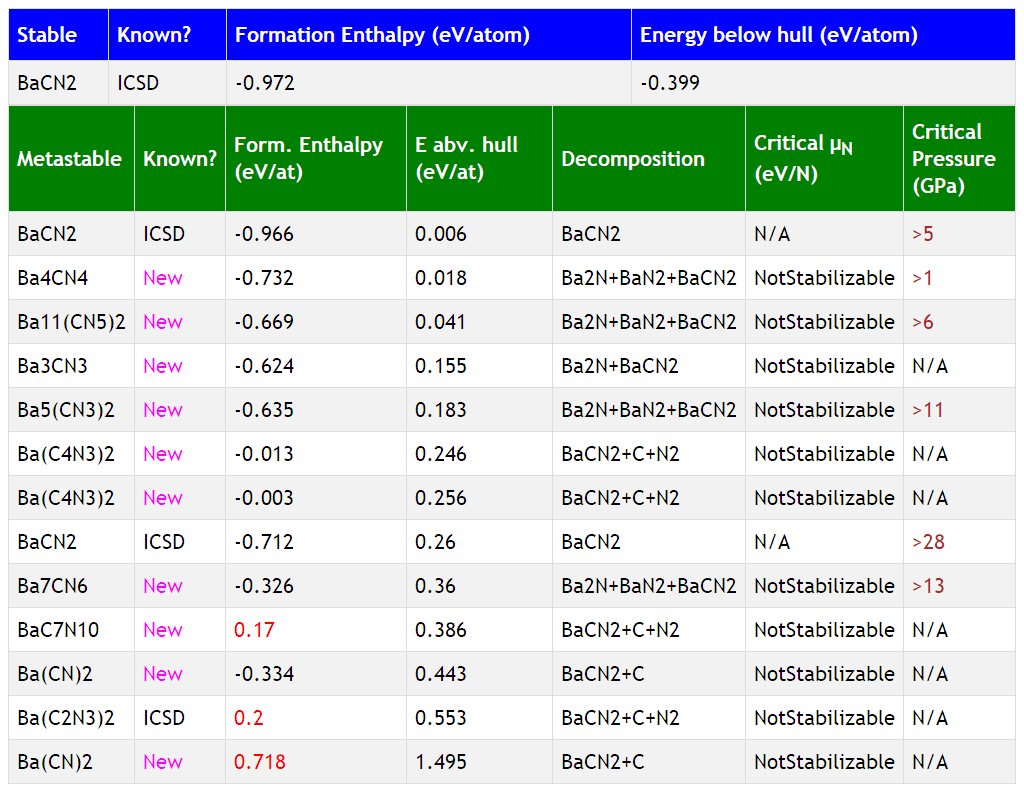 Stable Known? Formation Enthalpy (eV/atom) Energy below hull (eV/atom)
BaCN2 ICSD -0.972 -0.399
Metastable Known? Form. Enthalpy (eV/at) E abv. hull (eV/at) Decomposition Critical μN (eV/N) Critical Pressure (GPa)
BaCN2 ICSD -0.966 0.006 BaCN2 N/A >5
Ba4CN4 New -0.732 0.018 Ba2N+BaN2+BaCN2 NotStabilizable >1
Ba11(CN5)2 New -0.669 0.041 Ba2N+BaN2+BaCN2 NotStabilizable >6
Ba3CN3 New -0.624 0.155 Ba2N+BaCN2 NotStabilizable N/A
Ba5(CN3)2 New -0.635 0.183 Ba2N+BaN2+BaCN2 NotStabilizable >11
Ba(C4N3)2 New -0.013 0.246 BaCN2+C+N2 NotStabilizable N/A
Ba(C4N3)2 New -0.003 0.256 BaCN2+C+N2 NotStabilizable N/A
BaCN2 ICSD -0.712 0.26 BaCN2 N/A >28
Ba7CN6 New -0.326 0.36 Ba2N+BaN2+BaCN2 NotStabilizable >13
BaC7N10 New 0.17 0.386 BaCN2+C+N2 NotStabilizable N/A
Ba(CN)2 New -0.334 0.443 BaCN2+C NotStabilizable N/A
Ba(C2N3)2 ICSD 0.2 0.553 BaCN2+C+N2 NotStabilizable N/A
Ba(CN)2 New 0.718 1.495 BaCN2+C NotStabilizable N/A